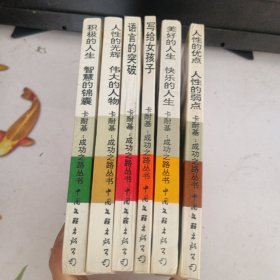 积极的人生 智慧的锦囊 卡耐基·成功之路丛书 中国文联出版公司
人性的光辉 伟大的人物 卡耐基·成功之路丛书 中国文联出版公司
语言的突破 卡耐基·成功之路丛书 中国文联出版公司
写给女孩子 卡耐基·成功之路丛书 中国文联出版公司
美好的人生 快乐的人生 卡耐基·成功之路丛书 中国文联出版公司
人性的优点 人性的弱点 卡耐基·成功之路丛书 中国文联出版公司